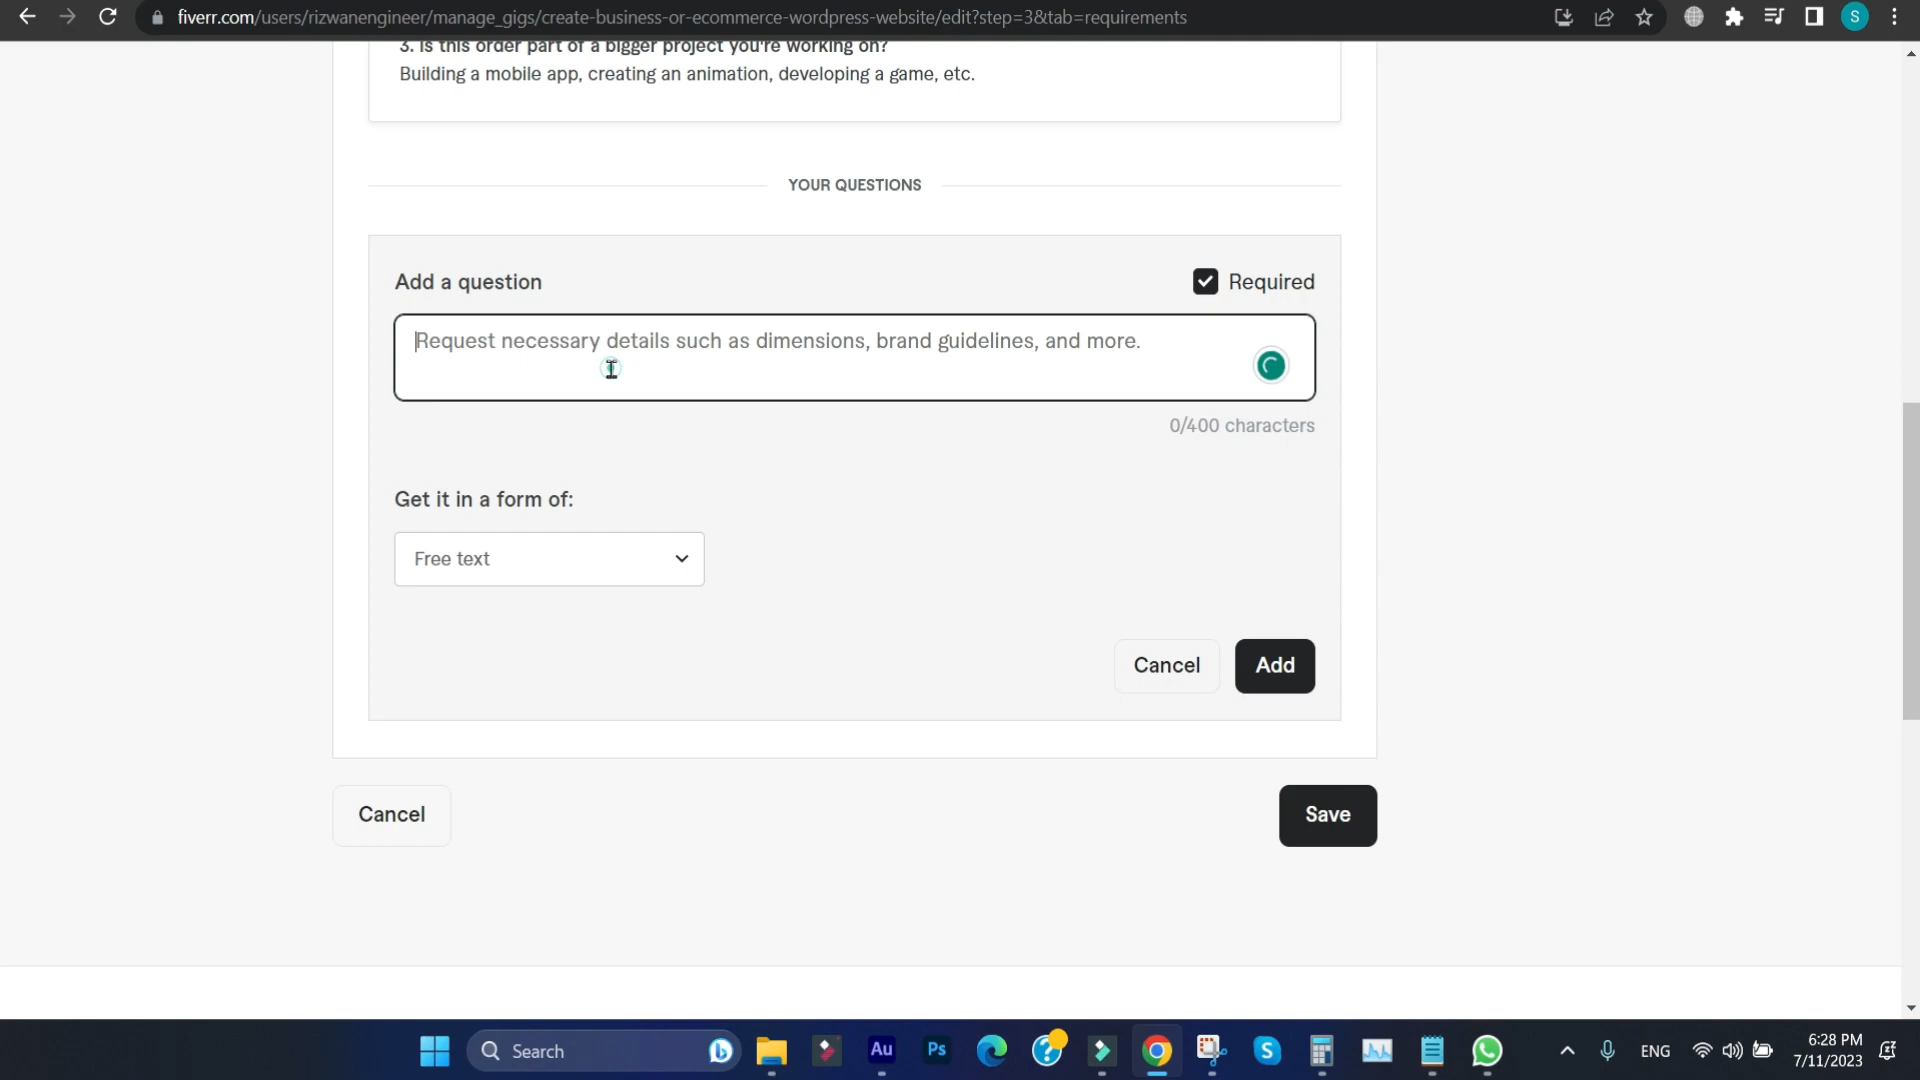 fiverr.com/users/rizwanengineer/manage_gigs/create-business-or-ecommerce-wordpress-website/edit?step=3&tab=requirements
S
3. Is this order part of a bigger project you're working on?
Building a mobile app, creating an animation, developing a game, etc.
YOUR QUESTIONS
Add a question
Required
Request necessary details such as dimensions, brand guidelines, and more.
0/400 characters
Get it in a form of:
Free text
Cancel
Add
Cancel
Save
Search
Au
Ps
S
ENG
6:28 PM
7/11/2023